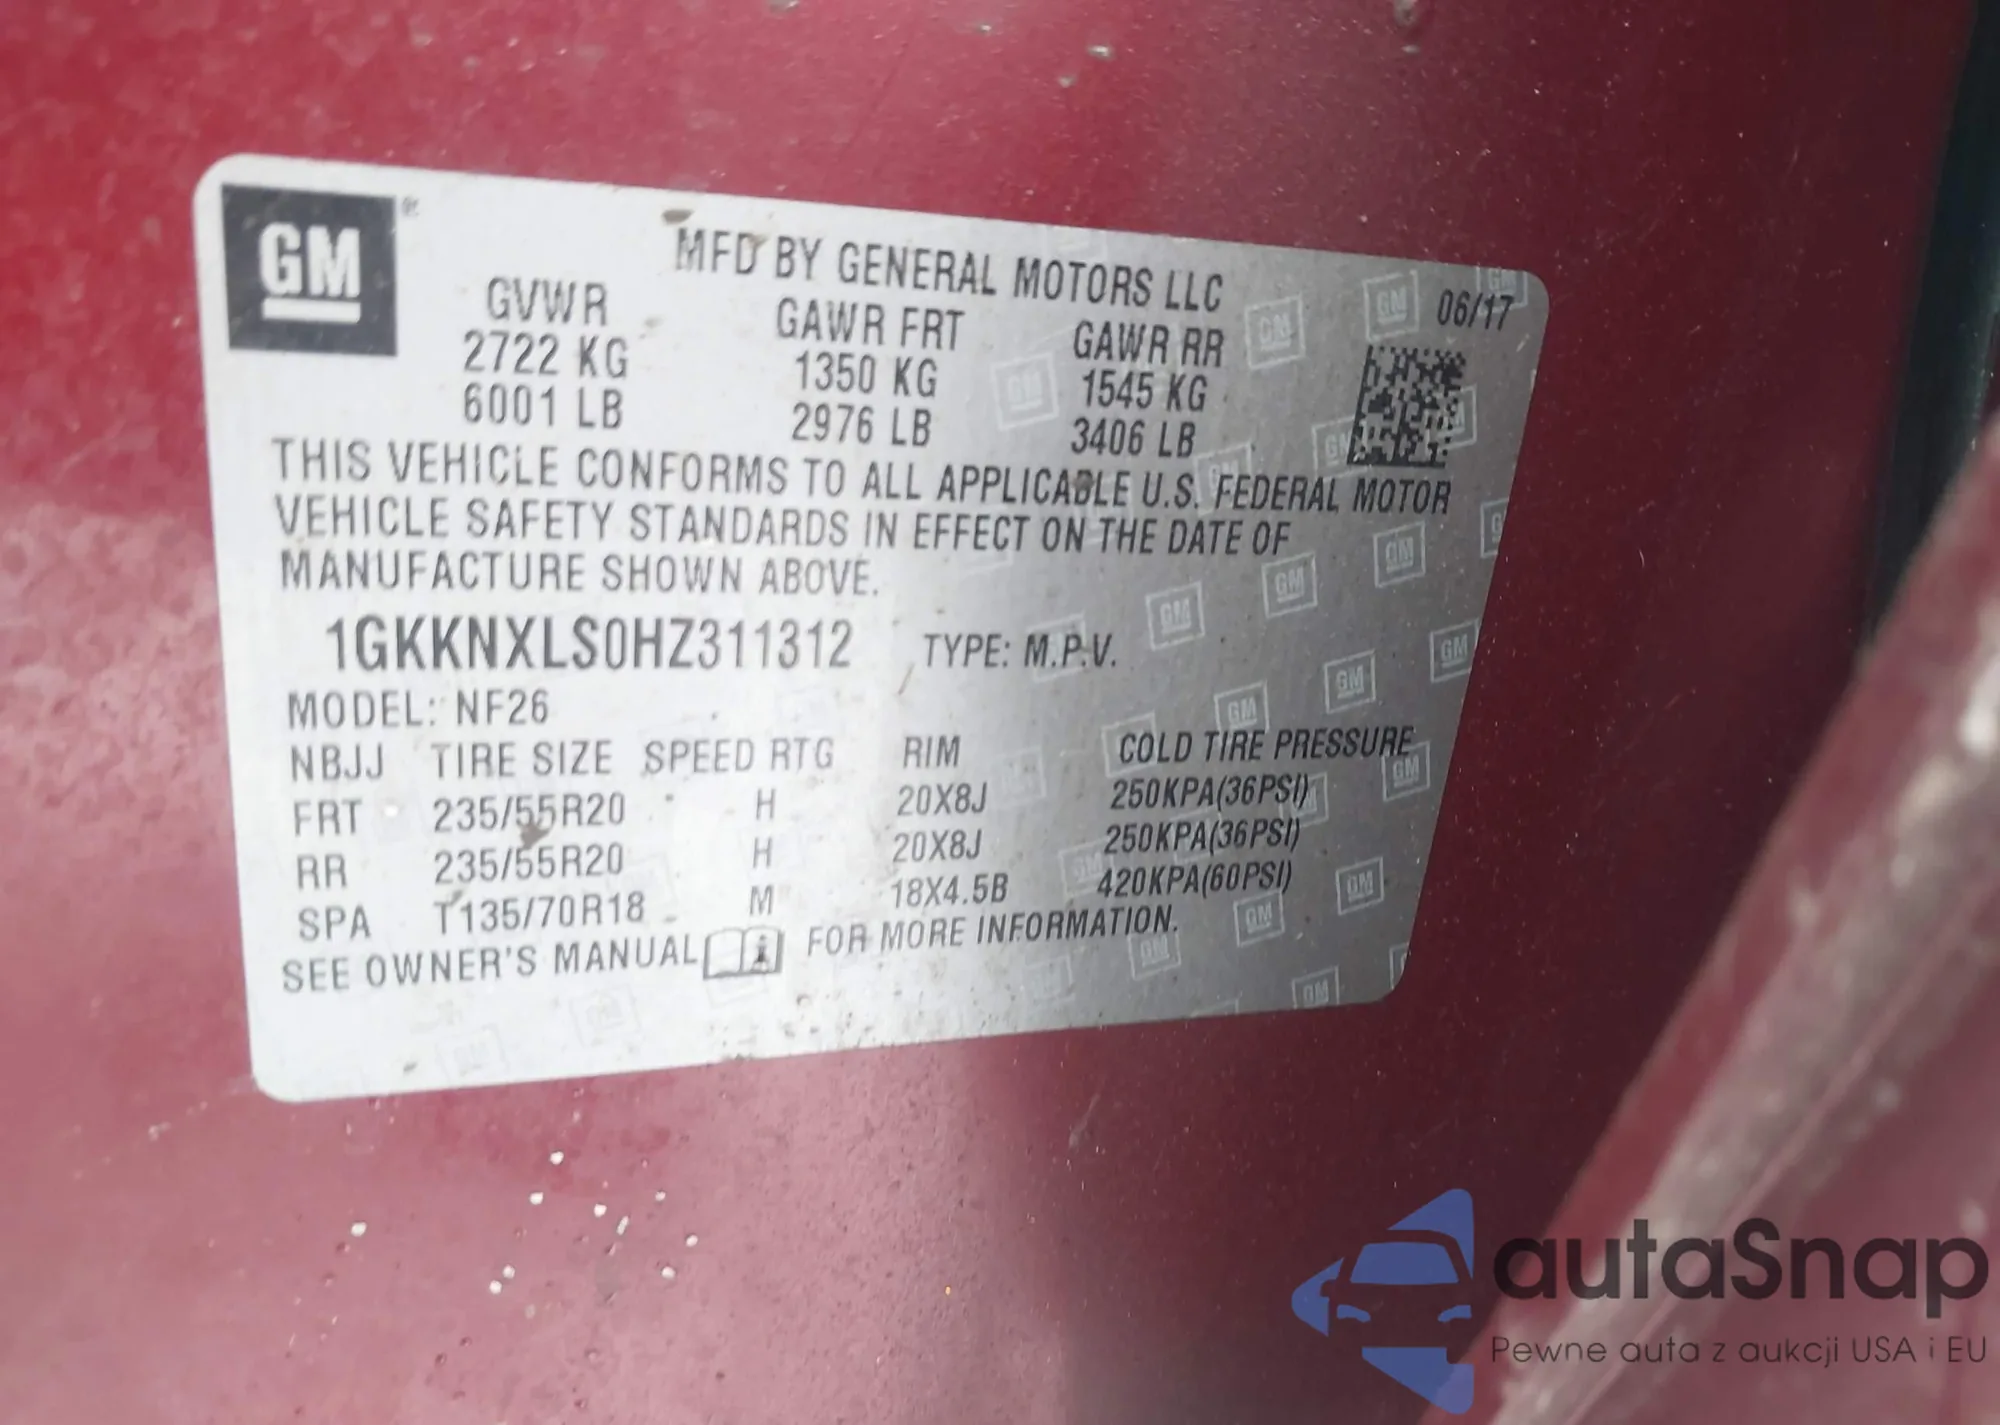 GM ®
MFD BY GENERAL MOTORS LLC
06/17
GVWR GAWR FRT GAWR RR
2722 KG 1350 KG 1545 KG
6001 LB 2976 LB 3406 LB
THIS VEHICLE CONFORMS TO ALL APPLICABLE U.S. FEDERAL MOTOR
VEHICLE SAFETY STANDARDS IN EFFECT ON THE DATE OF
MANUFACTURE SHOWN ABOVE.
1GKKNXLS0HZ311312 TYPE: M.P.V.
MODEL: NF26
NBJJ TIRE SIZE SPEED RTG RIM COLD TIRE PRESSURE
FRT 235/55R20 H 20X8J 250KPA(36PSI)
RR 235/55R20 H 20X8J 250KPA(36PSI)
SPA T135/70R18 M 18X4.5B 420KPA(60PSI)
SEE OWNER'S MANUAL FOR MORE INFORMATION.
autaSnap
Pewne auta z aukcji USA i EU